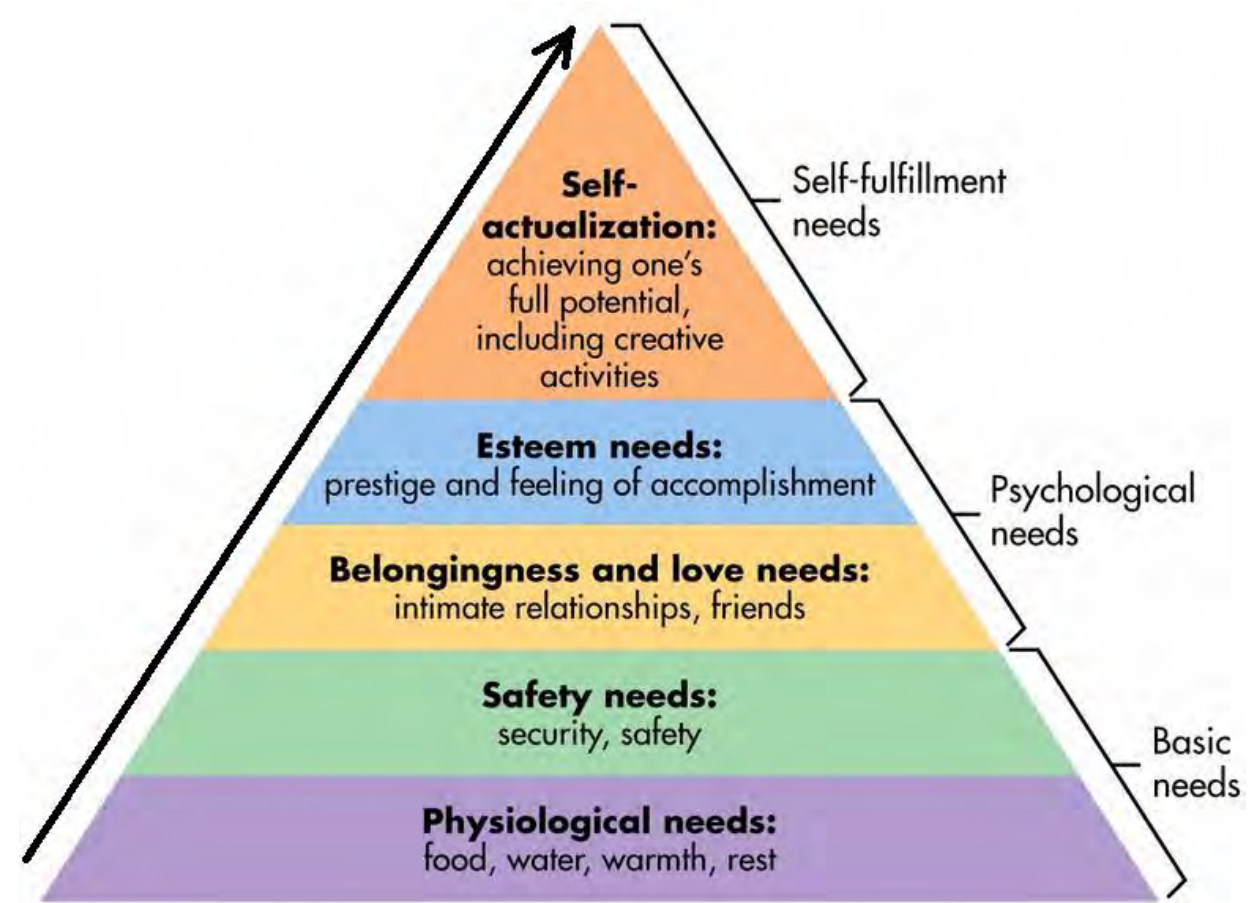 Self-
actualization:
achieving one's
full potential,
including creative
activities
Self-fulfillment
needs
Esteem needs:
prestige and feeling of accomplishment
Psychological
needs
Belongingness and love needs:
intimate relationships, friends
Safety needs:
security, safety
Basic
needs
Physiological needs:
food, water, warmth, rest